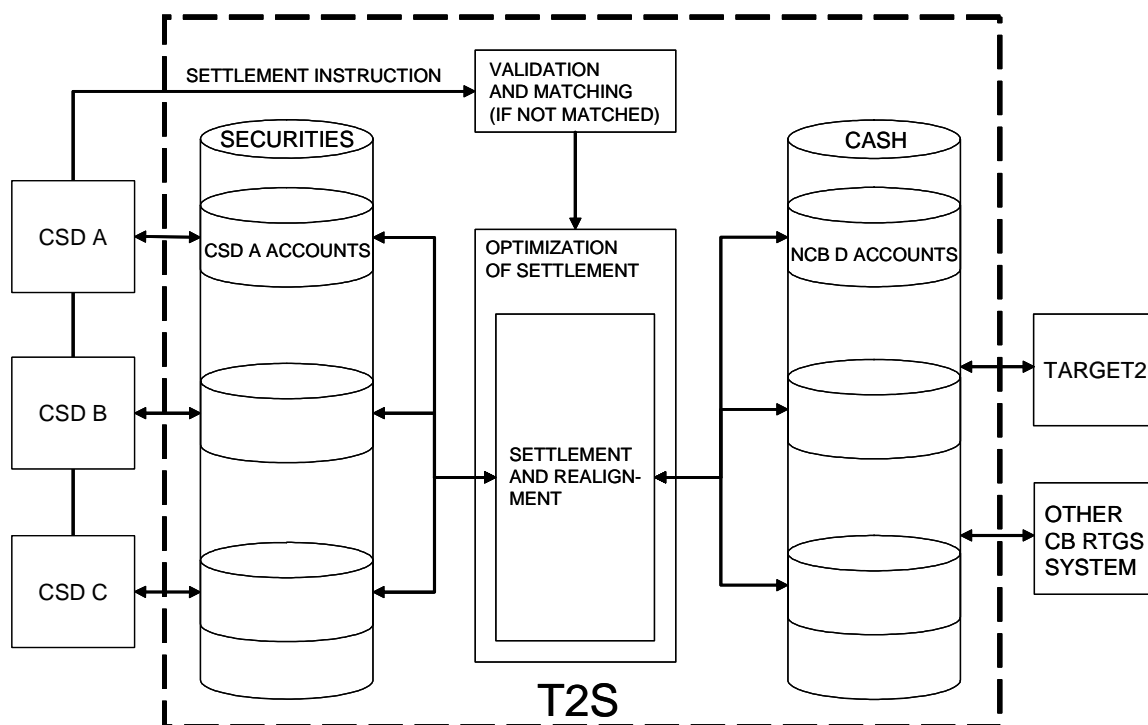 SETTLEMENT INSTRUCTION
VALIDATION
AND MATCHING
(IF NOT MATCHED)
SECURITIES
CASH
CSD A
CSD A ACCOUNTS
OPTIMIZATION
OF SETTLEMENT
NCB D ACCOUNTS
TARGET2
CSD B
SETTLEMENT
AND REALIGN-
MENT
OTHER
CB RTGS
SYSTEM
CSD C
T2S